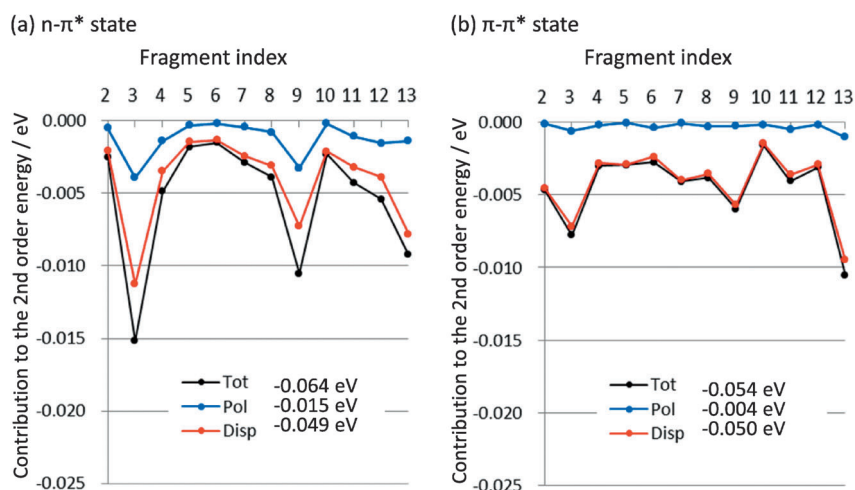 (a) n-π* state
Fragment index
2 3 4 5 6 7 8 9 10 11 12 13
Contribution to the 2nd order energy / eV
0.000
-0.005
-0.010
-0.015
-0.020
-0.025
Tot -0.064 eV
Pol -0.015 eV
Disp -0.049 eV
(b) π-π* state
Fragment index
2 3 4 5 6 7 8 9 10 11 12 13
Contribution to the 2nd order energy / eV
0.000
-0.005
-0.010
-0.015
-0.020
-0.025
Tot -0.054 eV
Pol -0.004 eV
Disp -0.050 eV